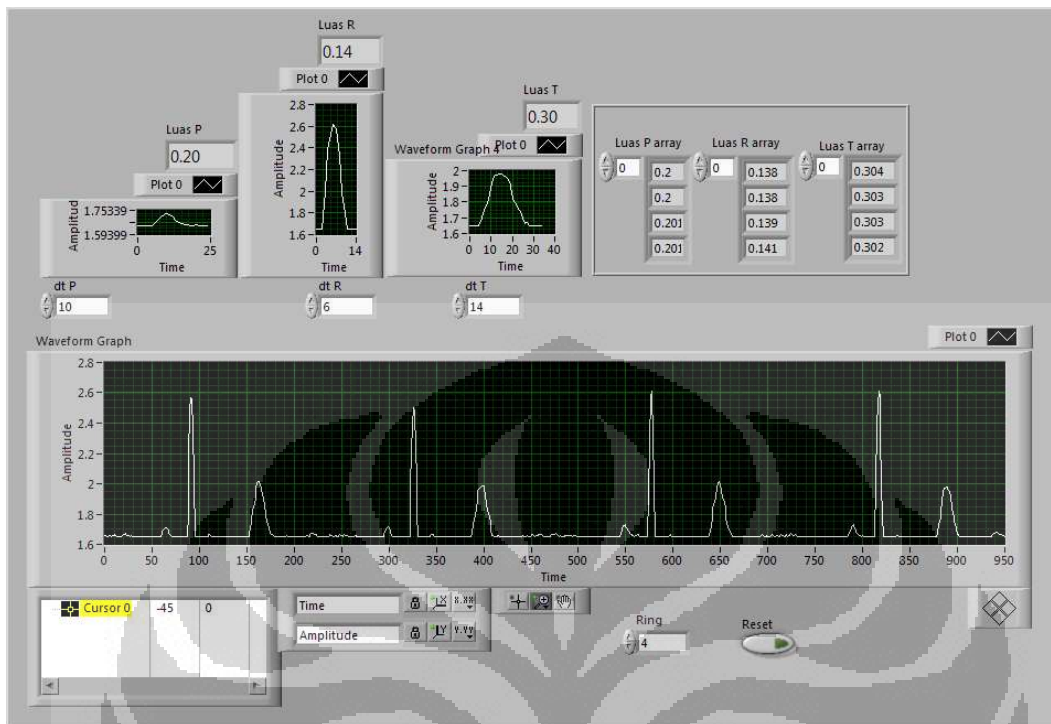 Luas R
0.14
Plot 0
Luas P
0.20
Plot 0
Luas T
0.30
Plot 0
Waveform Graph 4
Amplitud
1.75339
1.59399
0 25
Time
Amplitude
2.8
2.6
2.4
2.2
2
1.8
1.6
0 14
Time
Amplitude
2
1.9
1.8
1.7
1.6
0 10 20 30 40
Time
Luas P array
0
0.2
0.2
0.201
0.201
Luas R array
0
0.138
0.138
0.139
0.141
Luas T array
0
0.304
0.303
0.303
0.302
dt P
10
dt R
6
dt T
14
Waveform Graph
Plot 0
Amplitude
2.8
2.6
2.4
2.2
2
1.8
1.6
0 50 100 150 200 250 300 350 400 450 500 550 600 650 700 750 800 850 900 950
Time
Cursor 0 -45 0
Time
X.XX
Amplitude
Y.YY
Ring
4
Reset